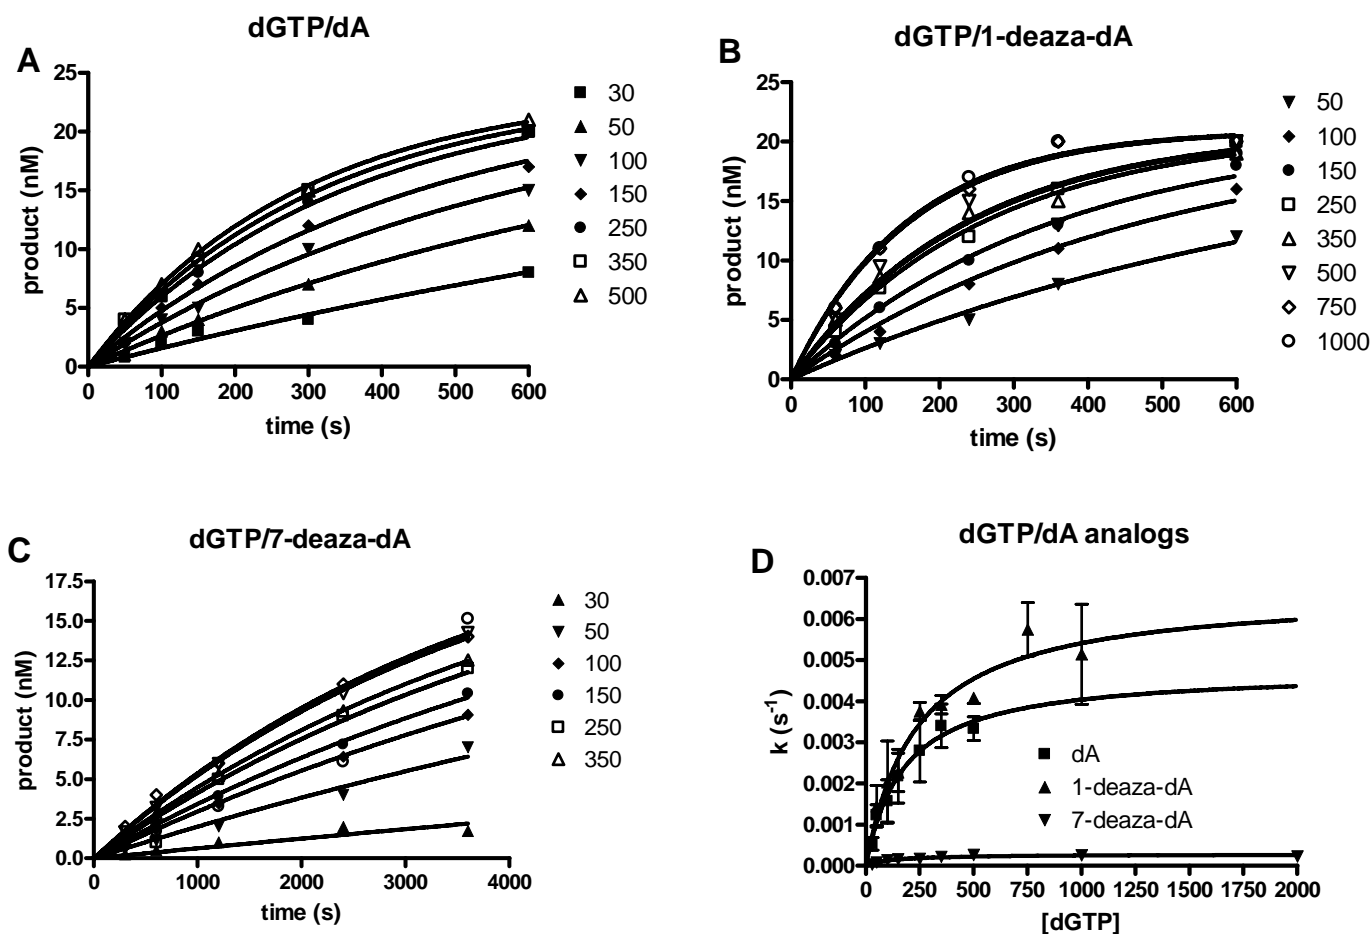 A
dGTP/dA
product (nM)
25
20
15
10
5
0
0 100 200 300 400 500 600
time (s)
30
50
100
150
250
350
500
B
dGTP/1-deaza-dA
product (nM)
25
20
15
10
5
0
0 100 200 300 400 500 600
time (s)
50
100
150
250
350
500
750
1000
C
dGTP/7-deaza-dA
product (nM)
17.5
15.0
12.5
10.0
7.5
5.0
2.5
0.0
0 1000 2000 3000 4000
time (s)
30
50
100
150
250
350
D
dGTP/dA analogs
k (s⁻¹)
0.007
0.006
0.005
0.004
0.003
0.002
0.001
0.000
0 250 500 750 1000 1250 1500 1750 2000
[dGTP]
dA
1-deaza-dA
7-deaza-dA